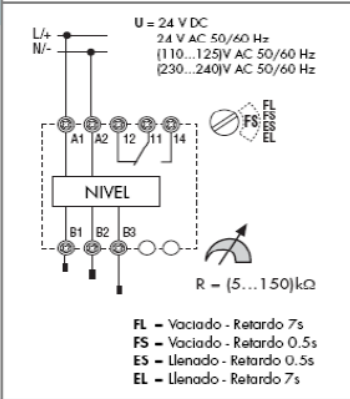 U = 24 V DC
24 V AC 50/60 Hz
(110...125)V AC 50/60 Hz
(230...240)V AC 50/60 Hz
L/+
N/-
A1 A2 12 11 14
FS
FL
FS
ES
EL
NIVEL
B1 B2 B3
R = (5...150)kΩ
FL = Vaciado - Retardo 7s
FS = Vaciado - Retardo 0.5s
ES = Llenado - Retardo 0.5s
EL = Llenado - Retardo 7s